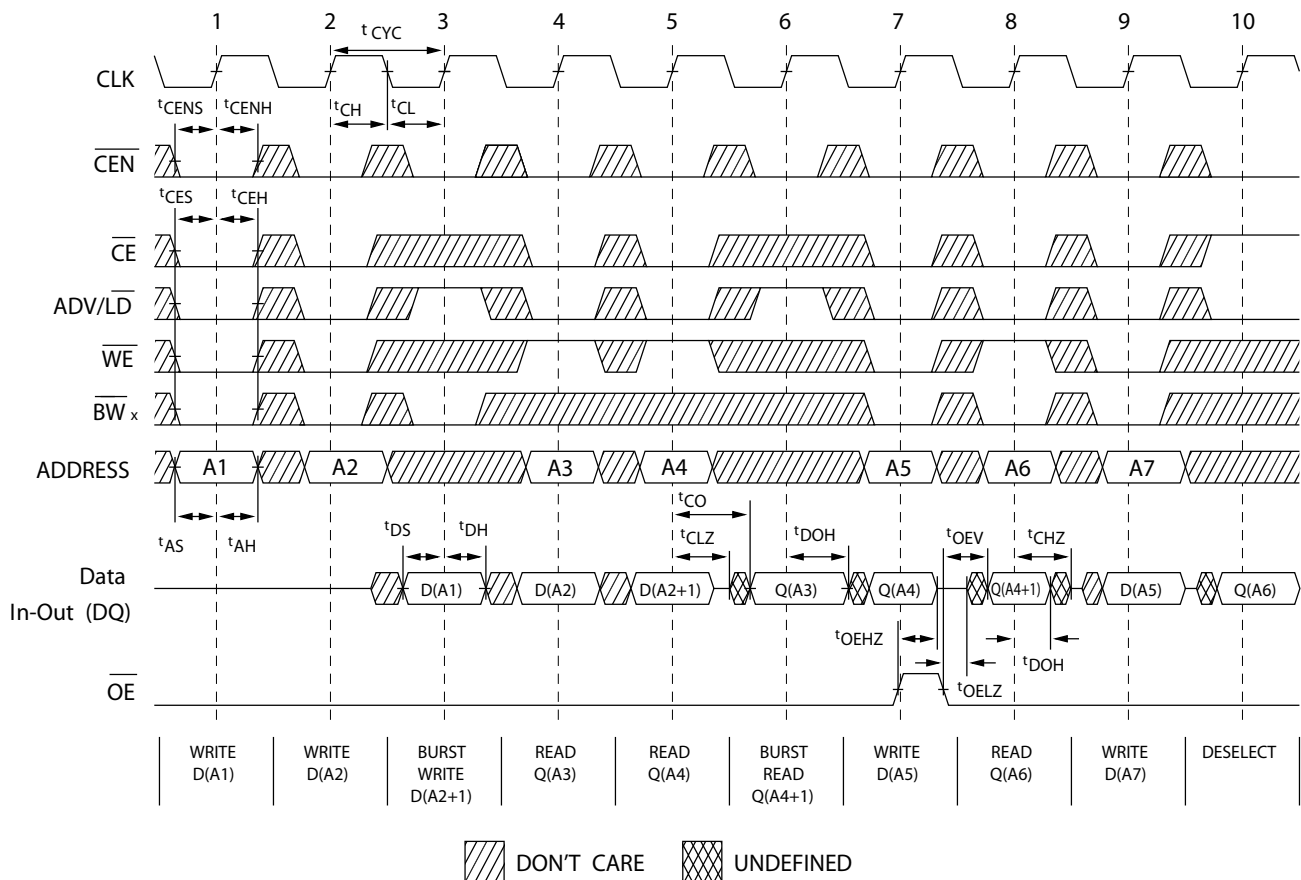 1 2 3 4 5 6 7 8 9 10
t CYC
CLK
tCENS tCENH tCH tCL
CEN
tCES tCEH
CE
ADV/LD
WE
BW x
ADDRESS A1 A2 A3 A4 A5 A6 A7
tCO
tAS tAH tDS tDH tCLZ tDOH tOEV tCHZ
Data
In-Out (DQ) D(A1) D(A2) D(A2+1) Q(A3) Q(A4) Q(A4+1) D(A5) Q(A6)
tOEHZ tDOH
tOELZ
OE
WRITE
D(A1)
WRITE
D(A2)
BURST
WRITE
D(A2+1)
READ
Q(A3)
READ
Q(A4)
BURST
READ
Q(A4+1)
WRITE
D(A5)
READ
Q(A6)
WRITE
D(A7)
DESELECT
DON'T CARE UNDEFINED